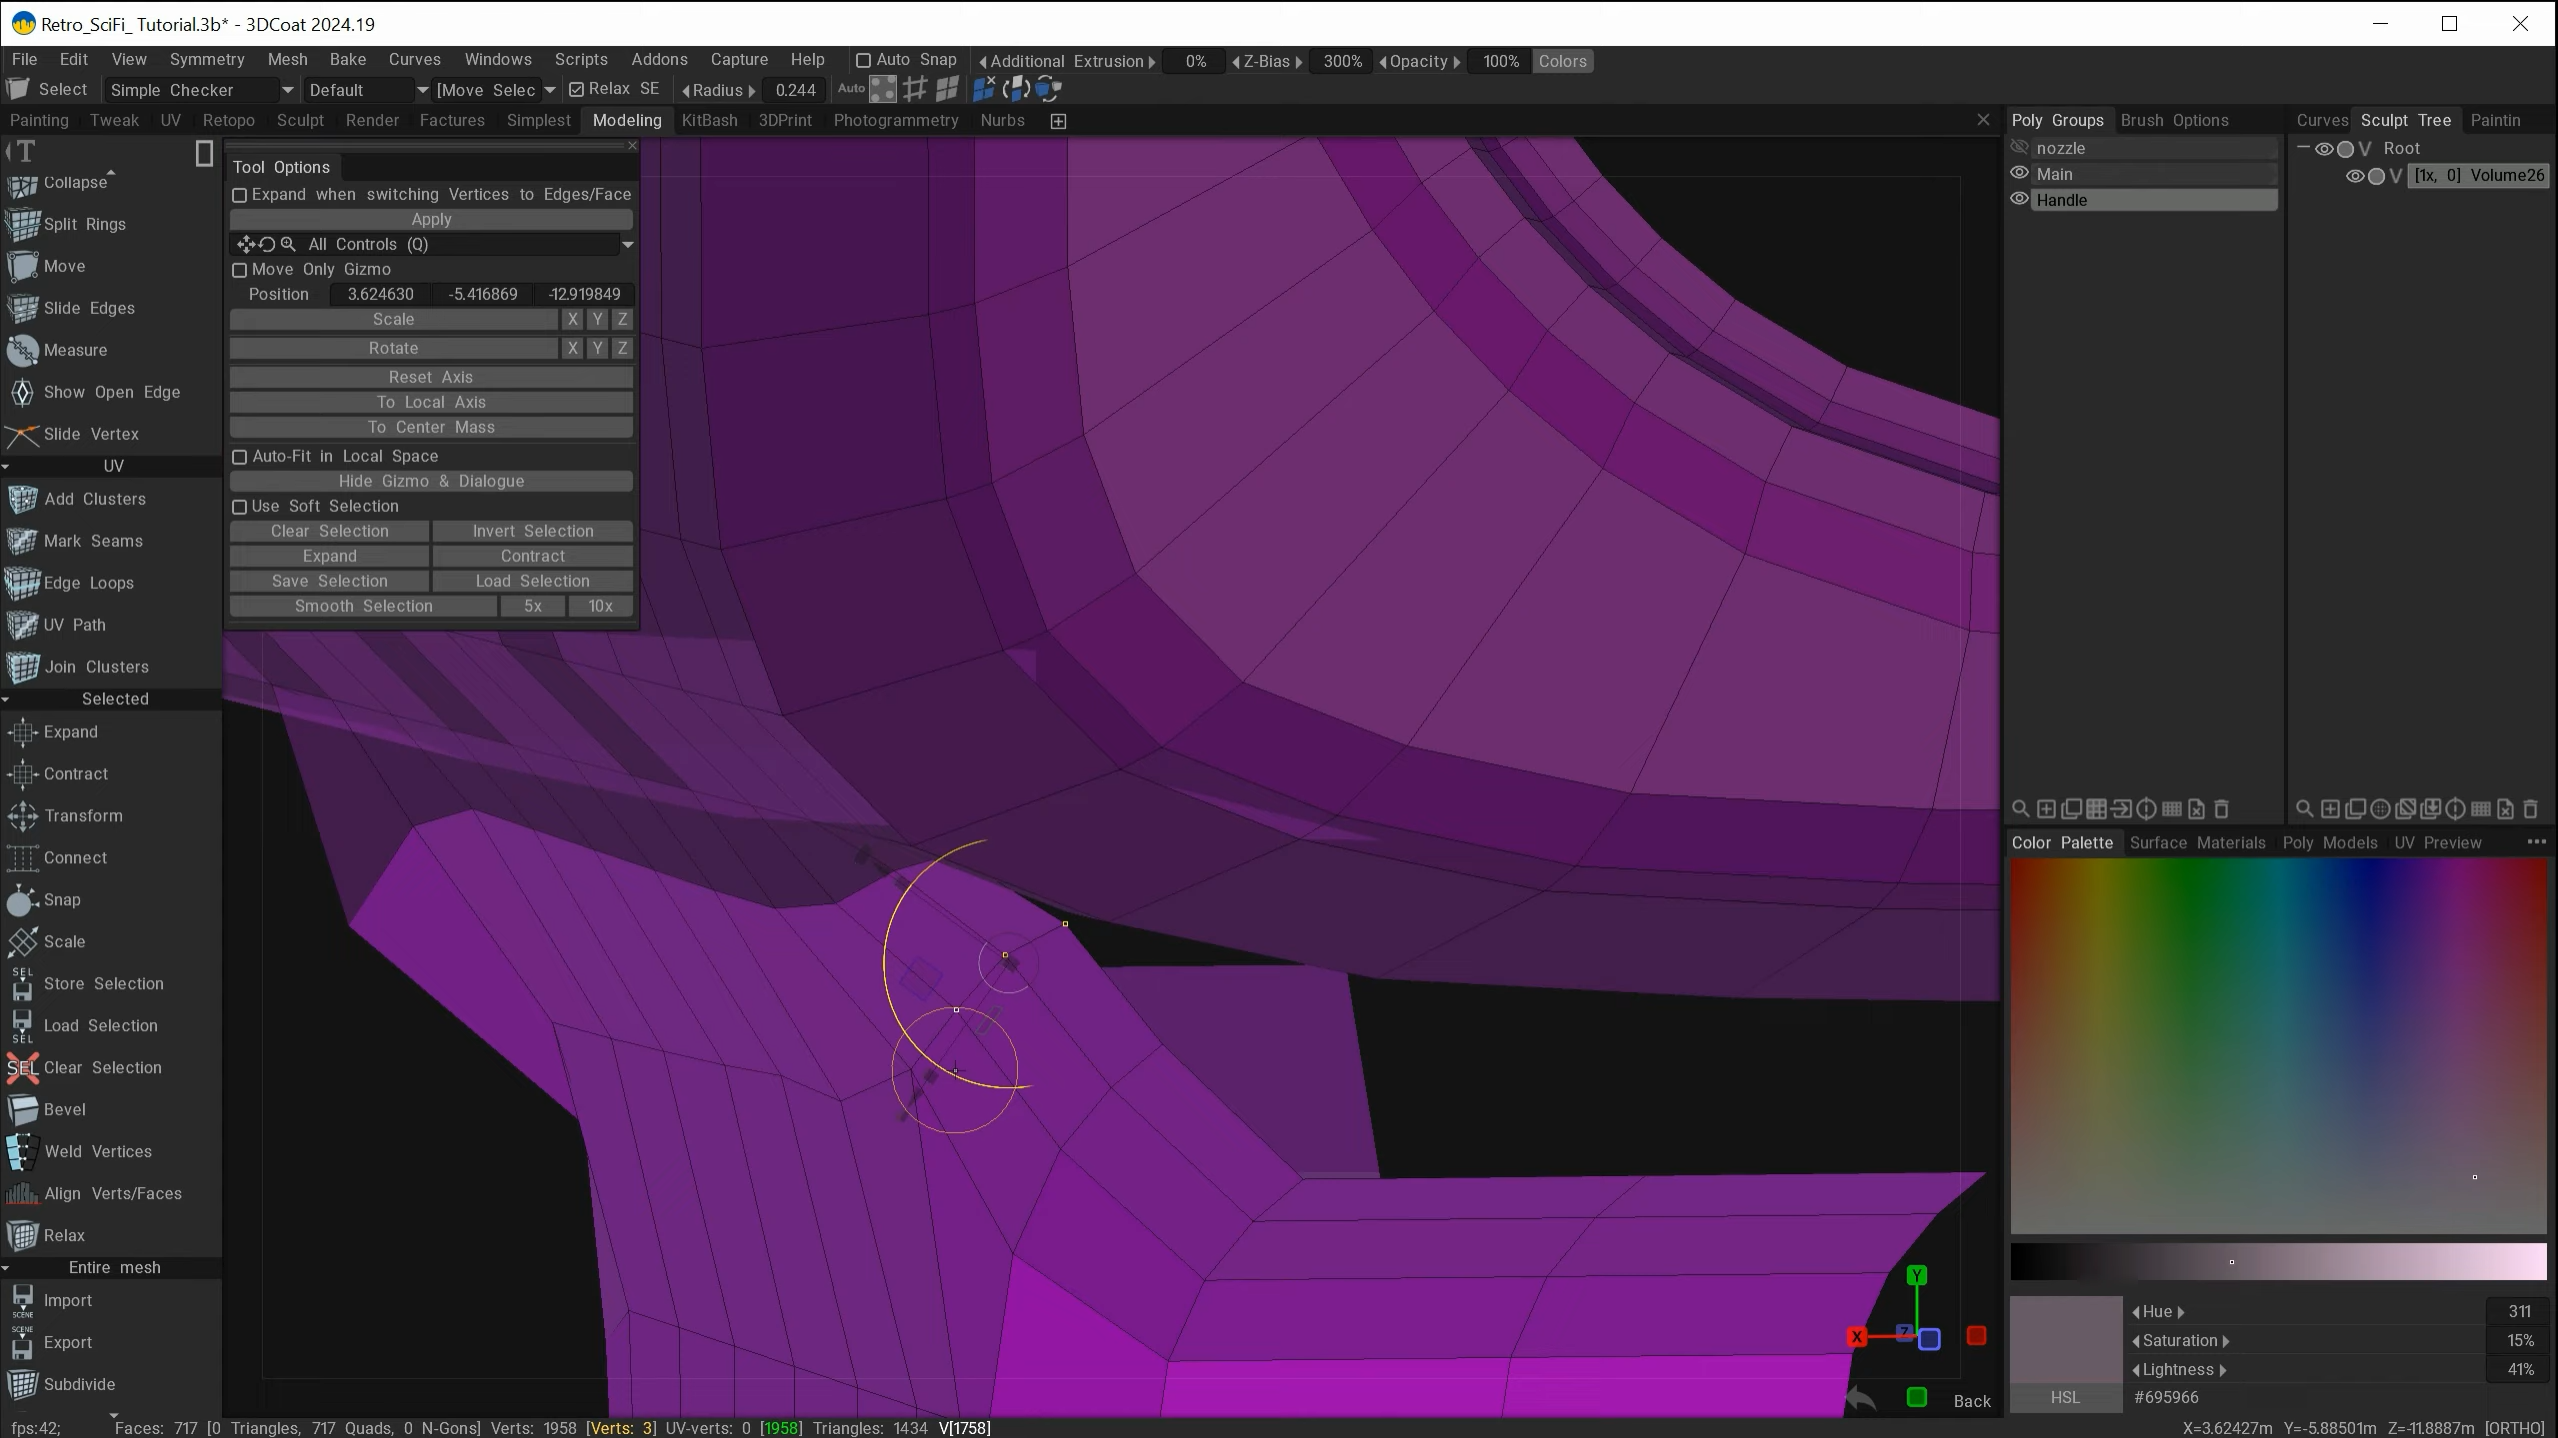 Retro_SciFi_ Tutorial.3b* - 3DCoat 2024.19
File Edit View Symmetry Mesh Bake Curves Windows Scripts Addons Capture Help Auto Snap Additional Extrusion 0% Z-Bias 300% Opacity 100% Colors
Select Simple Checker Default [Move Selec Relax SE Radius 0.244 Auto
Painting Tweak UV Retopo Sculpt Render Factures Simplest Modeling KitBash 3DPrint Photogrammetry Nurbs
Poly Groups Brush Options Curves Sculpt Tree Paintin
T
Collapse
Split Rings
Move
Slide Edges
Measure
Show Open Edge
Slide Vertex
UV
Add Clusters
Mark Seams
Edge Loops
UV Path
Join Clusters
Selected
Expand
Contract
Transform
Connect
Snap
Scale
SEL Store Selection
SEL Load Selection
SEL Clear Selection
Bevel
Weld Vertices
Align Verts/Faces
Relax
Entire mesh
SCENE Import
SCENE Export
Subdivide
Tool Options
Expand when switching Vertices to Edges/Face
Apply
All Controls (Q)
Move Only Gizmo
Position 3.624630 -5.416869 -12.919849
Scale X Y Z
Rotate X Y Z
Reset Axis
To Local Axis
To Center Mass
Auto-Fit in Local Space
Hide Gizmo & Dialogue
Use Soft Selection
Clear Selection Invert Selection
Expand Contract
Save Selection Load Selection
Smooth Selection 5x 10x
nozzle
Main
Handle
V Root
V [1x, 0] Volume26
Color Palette Surface Materials Poly Models UV Preview
Hue 311
Saturation 15%
Lightness 41%
HSL #695966
Y
X Z
Back
fps:42; Faces: 717 [0 Triangles, 717 Quads, 0 N-Gons] Verts: 1958 [Verts: 3] UV-verts: 0 [1958] Triangles: 1434 V[1758]
X=3.62427m Y=-5.88501m Z=-11.8887m [ORTHO]